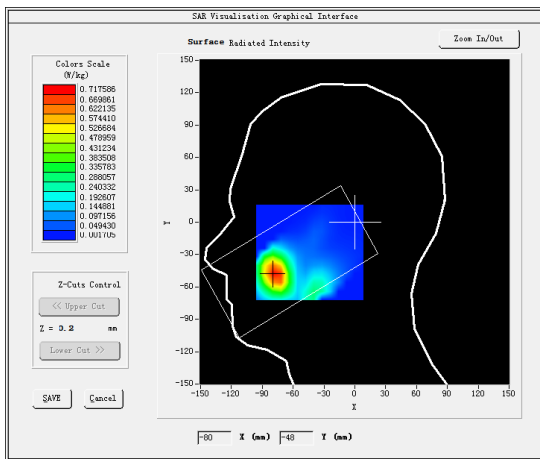 SAR Visualisation Graphical Interface
Surface Radiated Intensity
Zoom In/Out
Colors Scale
(W/kg)
0.717586
0.669861
0.622135
0.574410
0.526684
0.478959
0.431234
0.383508
0.335783
0.288057
0.240332
0.192607
0.144881
0.097156
0.049430
0.001705
Z-Cuts Control
<< Upper Cut
Z = 0.2 mm
Lower Cut >>
SAVE Cancel
150
120
90
60
30
0
-30
-60
-90
-120
-150
Y
-150 -120 -90 -60 -30 0 30 60 90 120 150
X
-80 X (mm) -48 Y (mm)